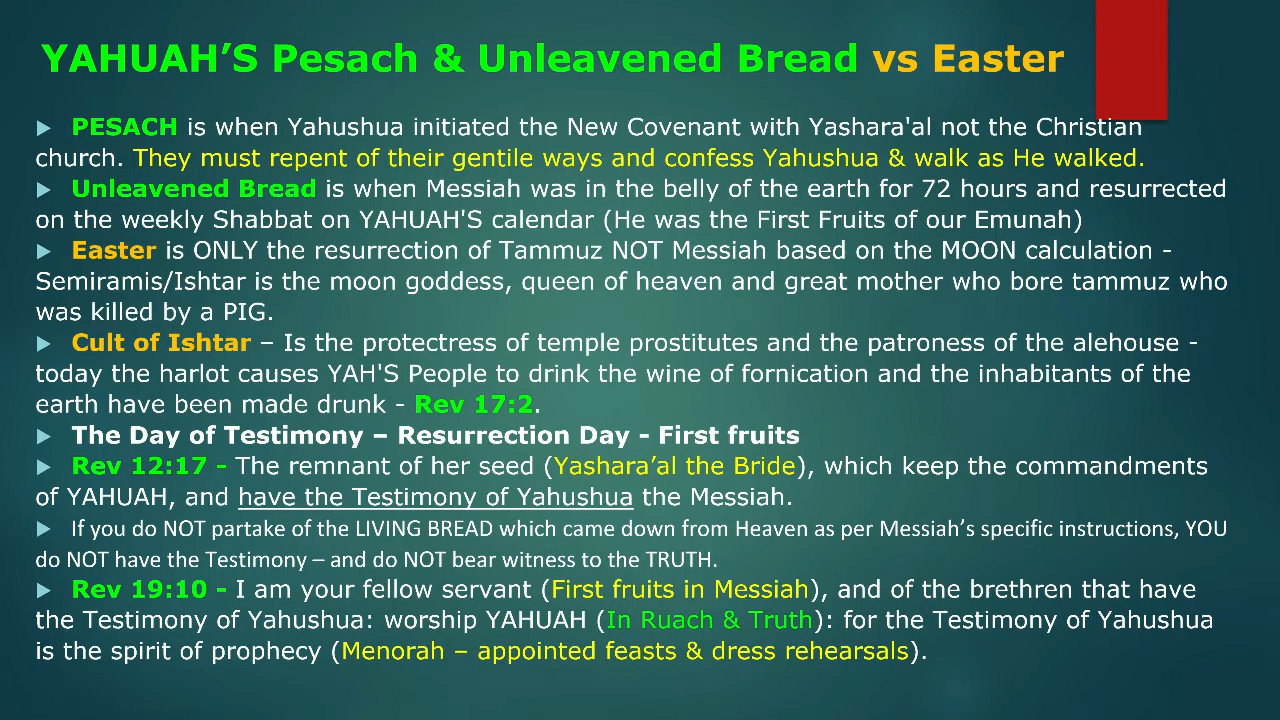 YAHUAH’S Pesach & Unleavened Bread vs Easter
► PESACH is when Yahushua initiated the New Covenant with Yashara'al not the Christian
church. They must repent of their gentile ways and confess Yahushua & walk as He walked.
► Unleavened Bread is when Messiah was in the belly of the earth for 72 hours and resurrected
on the weekly Shabbat on YAHUAH'S calendar (He was the First Fruits of our Emunah)
► Easter is ONLY the resurrection of Tammuz NOT Messiah based on the MOON calculation -
Semiramis/Ishtar is the moon goddess, queen of heaven and great mother who bore tammuz who
was killed by a PIG.
► Cult of Ishtar – Is the protectress of temple prostitutes and the patroness of the alehouse -
today the harlot causes YAH'S People to drink the wine of fornication and the inhabitants of the
earth have been made drunk - Rev 17:2.
► The Day of Testimony – Resurrection Day - First fruits
► Rev 12:17 - The remnant of her seed (Yashara’al the Bride), which keep the commandments
of YAHUAH, and have the Testimony of Yahushua the Messiah.
► If you do NOT partake of the LIVING BREAD which came down from Heaven as per Messiah’s specific instructions, YOU
do NOT have the Testimony – and do NOT bear witness to the TRUTH.
► Rev 19:10 - I am your fellow servant (First fruits in Messiah), and of the brethren that have
the Testimony of Yahushua: worship YAHUAH (In Ruach & Truth): for the Testimony of Yahushua
is the spirit of prophecy (Menorah – appointed feasts & dress rehearsals).